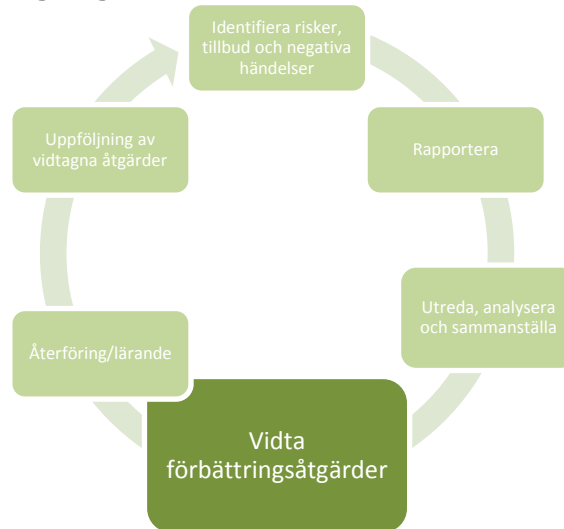 Identifiera risker,
tillbud och negativa
händelser
Rapportera
Utreda, analysera
och sammanställa
Vidta
förbättringsåtgärder
Återföring/lärande
Uppföljning av
vidtagna åtgärder